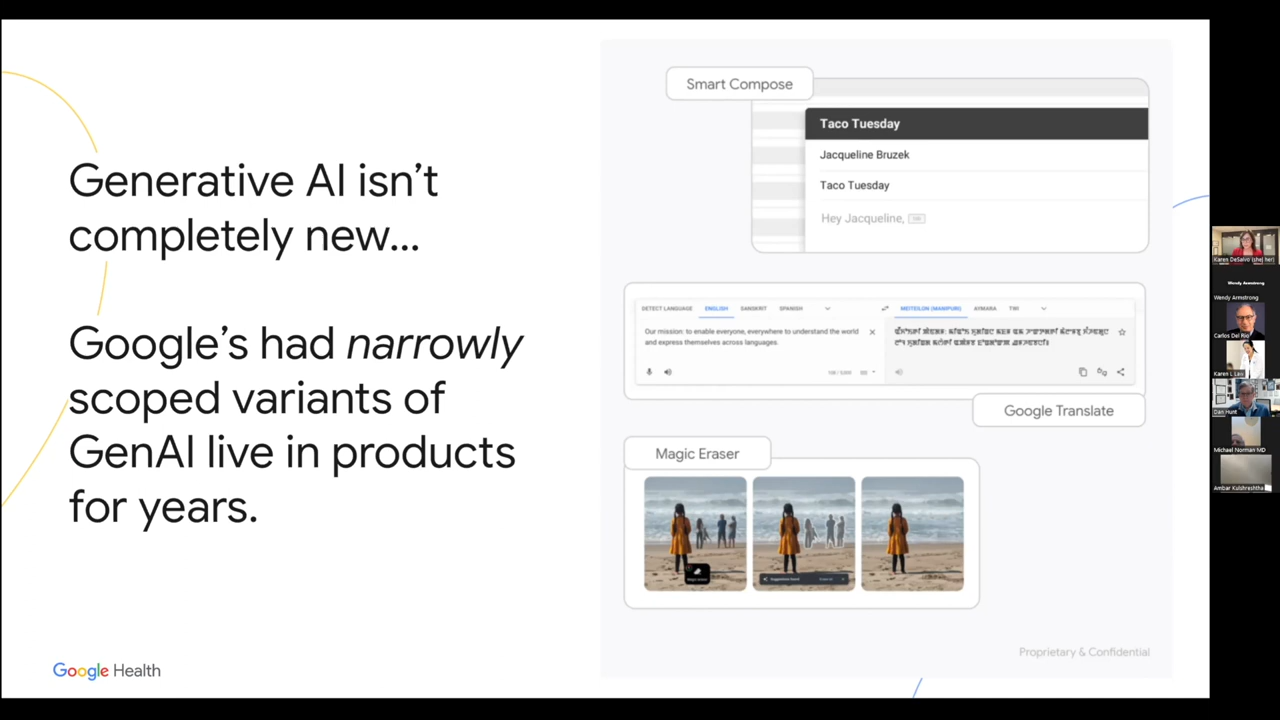 Generative AI isn't
completely new...
Google's had narrowly
scoped variants of
GenAI live in products
for years.
Google Health
Smart Compose
Taco Tuesday
Jacqueline Bruzek
Taco Tuesday
Hey Jacqueline,
DETECT LANGUAGE ENGLISH SANSKRIT SPANISH
MEITEILON (MANIPURI) AYMARA TWI
Our mission: to enable everyone, everywhere to understand the world
and express themselves across languages.
Google Translate
Magic Eraser
Proprietary & Confidential
Karen DeSalvo (she|her)
Wendy Armstrong
Wendy Armstrong
Carlos Del Rio
Karen L Law
Dan Hunt
Michael Norman MD
Ambar Kulshreshtha